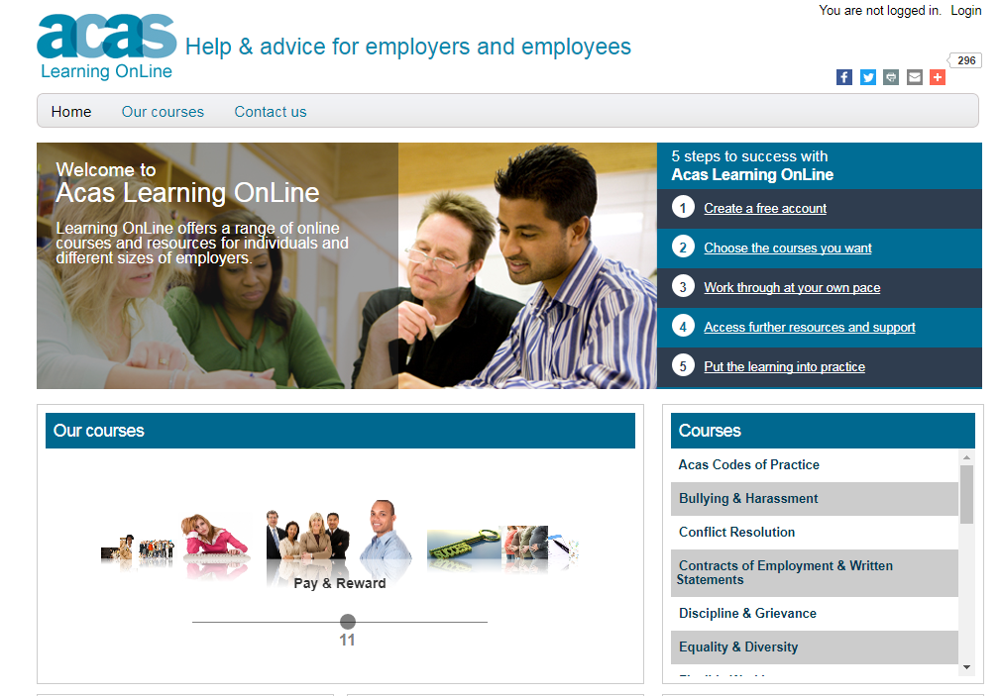 You are not logged in. Login
acas
Learning OnLine
Help & advice for employers and employees
296
Home Our courses Contact us
Welcome to
Acas Learning OnLine
Learning OnLine offers a range of online
courses and resources for individuals and
different sizes of employers.
5 steps to success with
Acas Learning OnLine
1 Create a free account
2 Choose the courses you want
3 Work through at your own pace
4 Access further resources and support
5 Put the learning into practice
Our courses
SUCCESS
Pay & Reward
11
Courses
Acas Codes of Practice
Bullying & Harassment
Conflict Resolution
Contracts of Employment & Written
Statements
Discipline & Grievance
Equality & Diversity